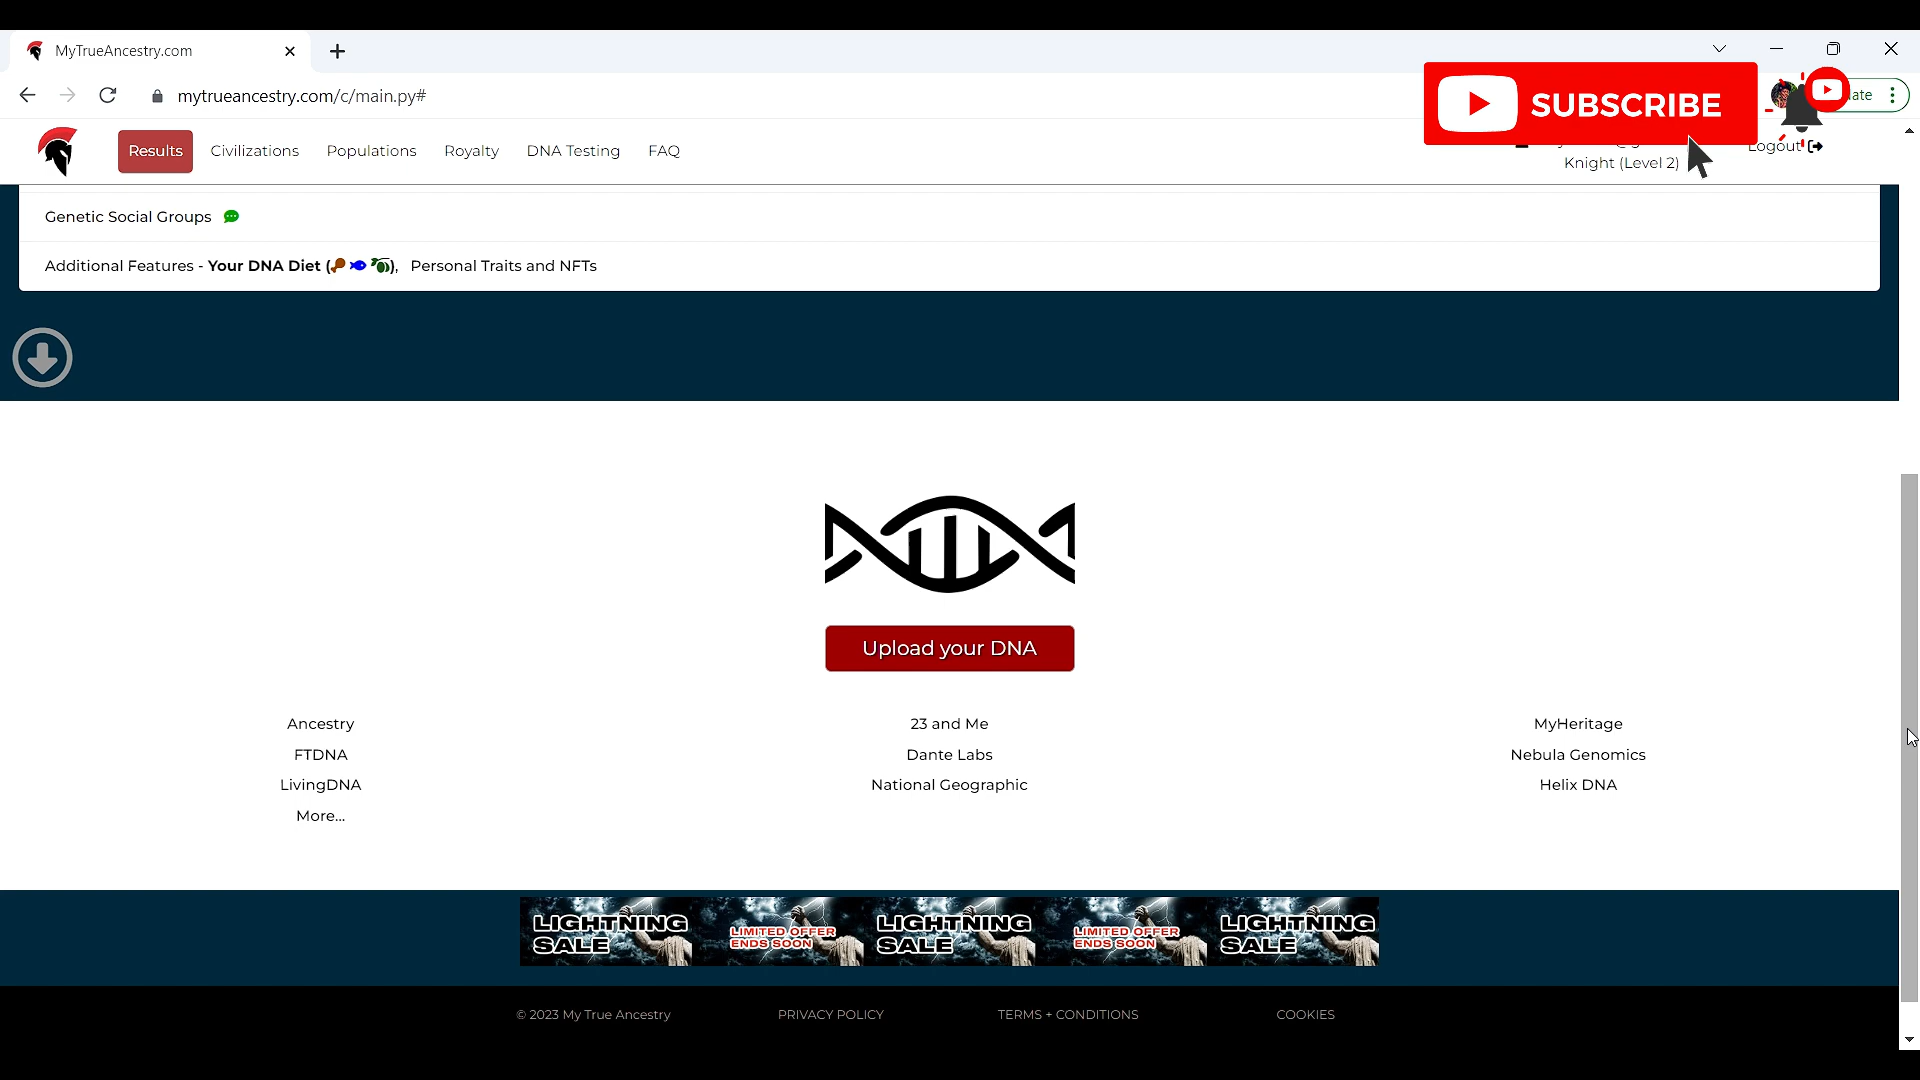 MyTrueAncestry.com
mytrueancestry.com/c/main.py#
SUBSCRIBE
Results Civilizations Populations Royalty DNA Testing FAQ
Logout
Knight (Level 2)
Genetic Social Groups
Additional Features - Your DNA Diet ( ), Personal Traits and NFTs
Upload your DNA
Ancestry 23 and Me MyHeritage
FTDNA Dante Labs Nebula Genomics
LivingDNA National Geographic Helix DNA
More...
LIGHTNING SALE LIMITED OFFER ENDS SOON LIGHTNING SALE LIMITED OFFER ENDS SOON LIGHTNING SALE
© 2023 My True Ancestry PRIVACY POLICY TERMS + CONDITIONS COOKIES